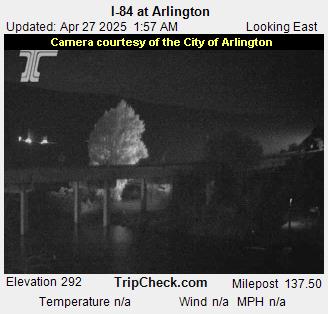 I-84 at Arlington
Updated: Apr 27 2025 1:57 AM Looking East
Camera courtesy of the City of Arlington
Elevation 292 TripCheck.com Milepost 137.50
Temperature n/a Wind n/a MPH n/a